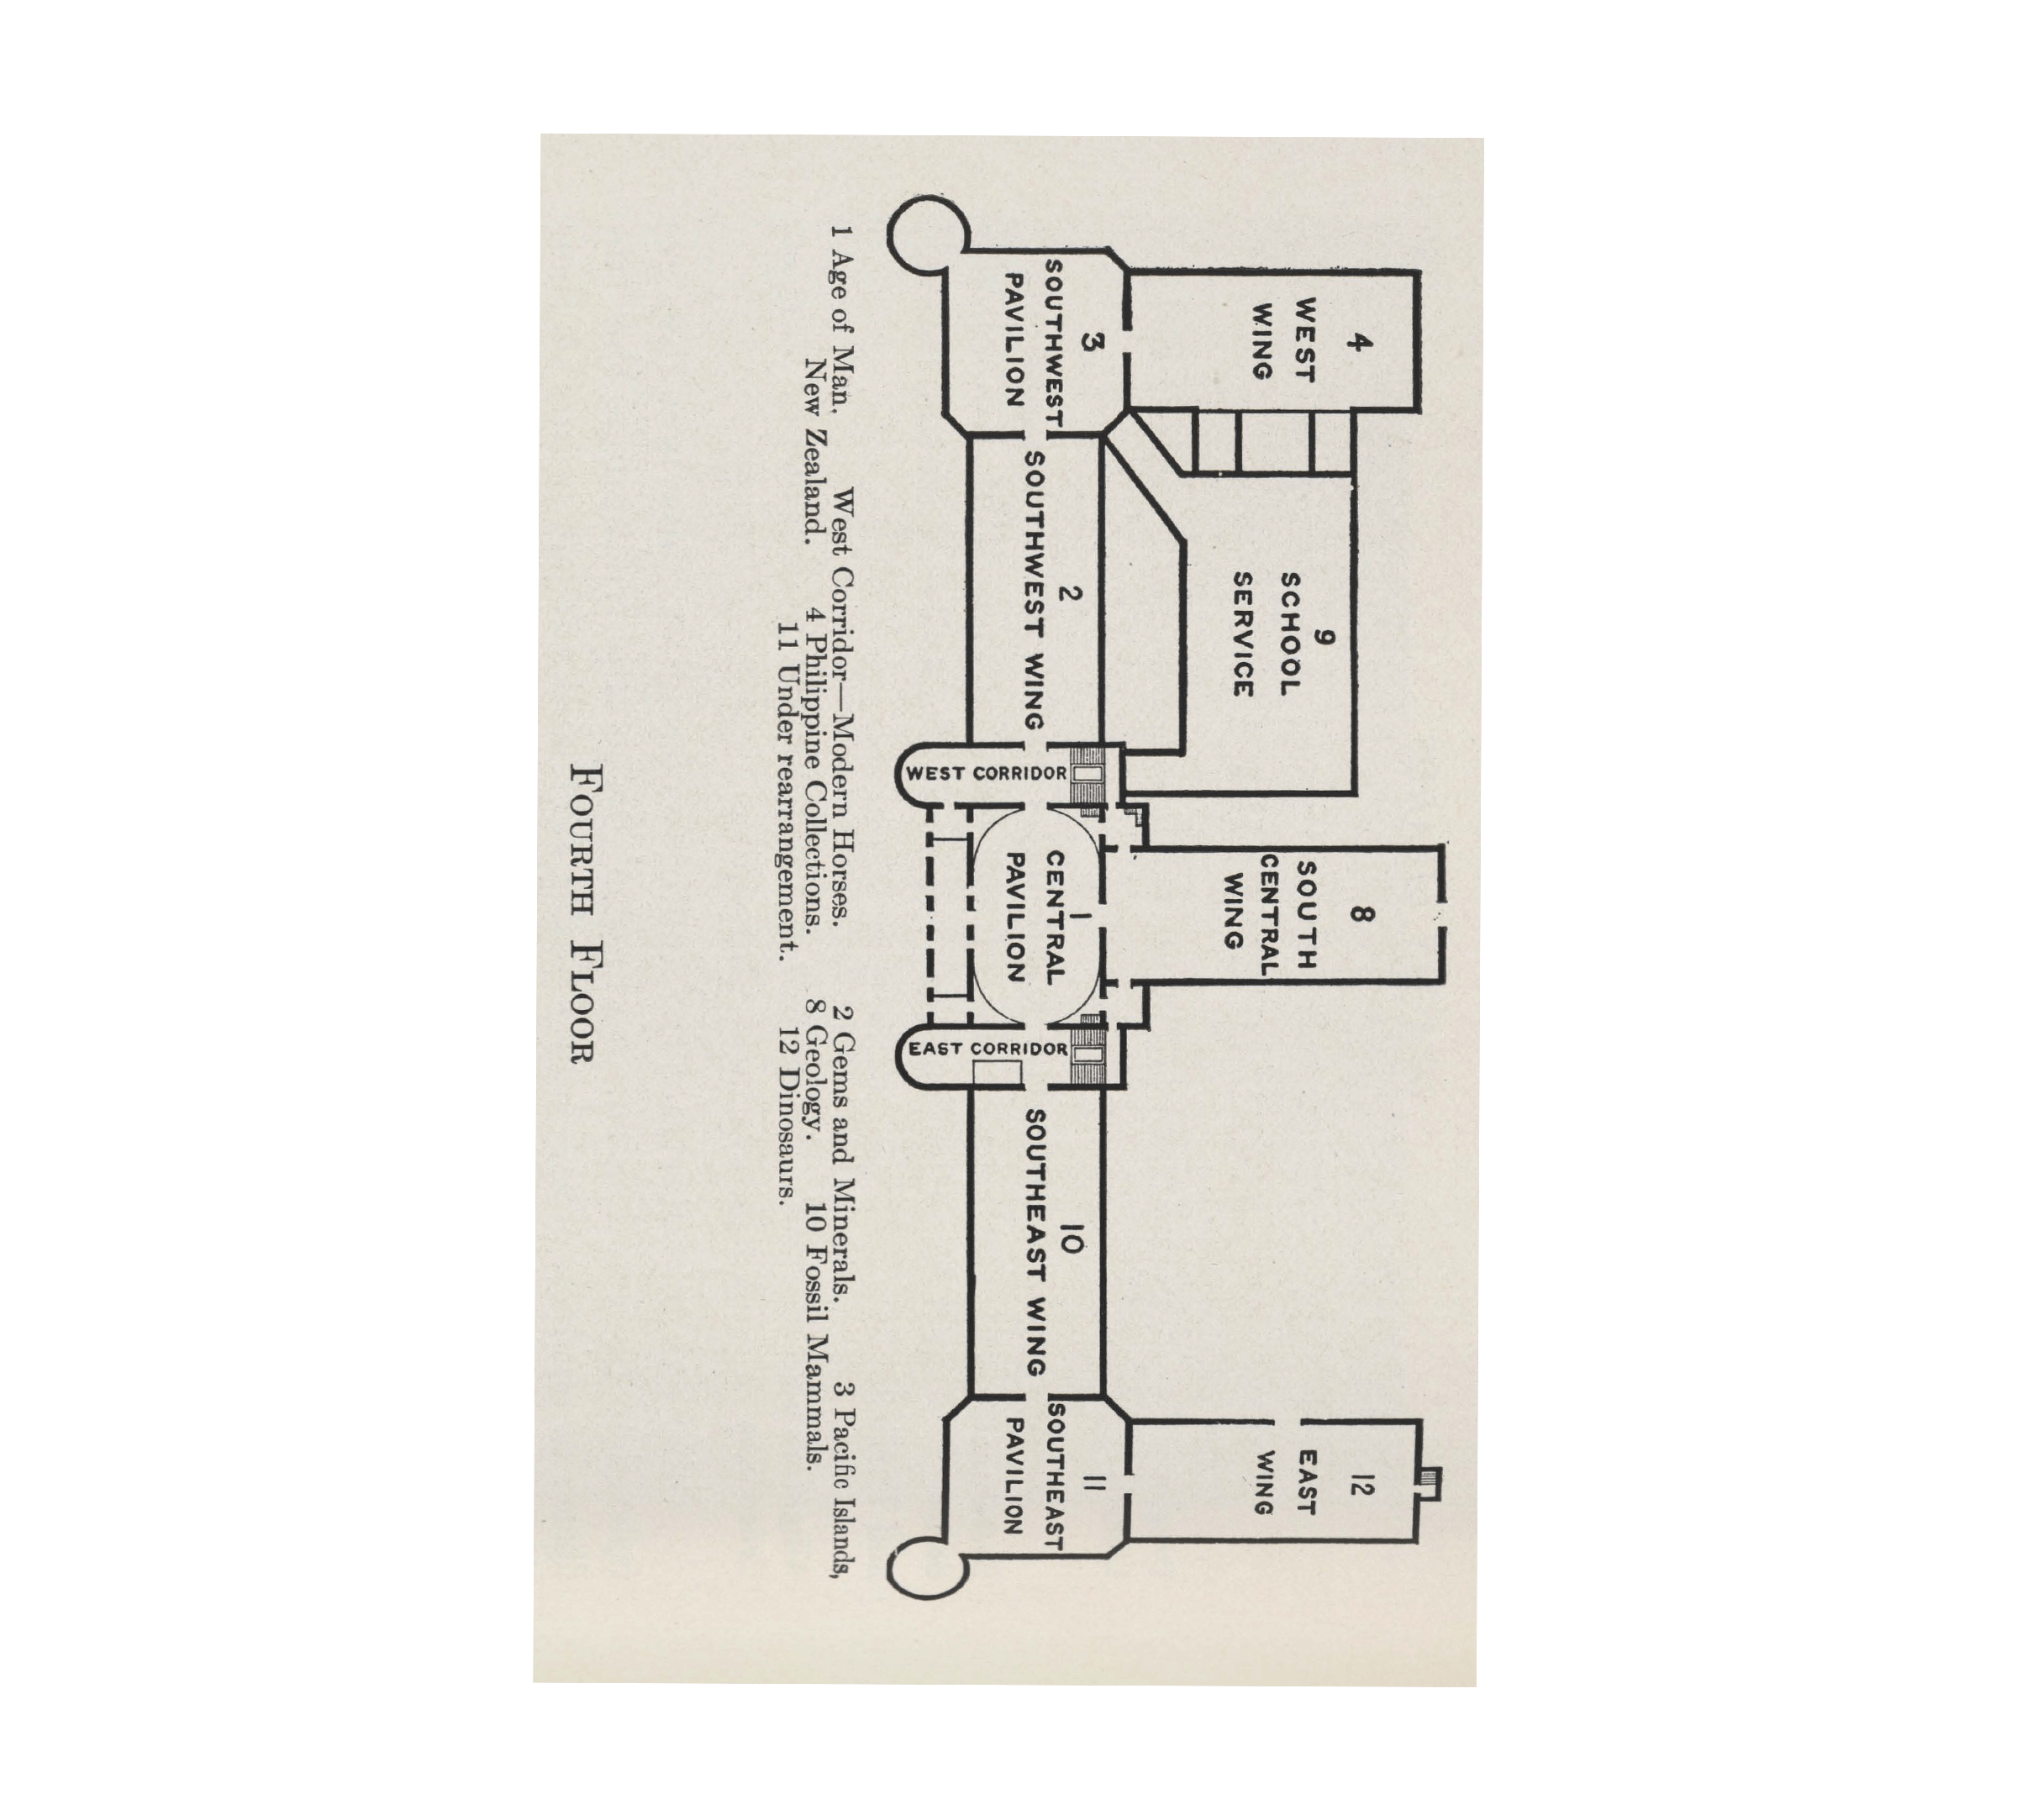 4
WEST
WING
9
SCHOOL
SERVICE
8
SOUTH
CENTRAL
WING
12
EAST
WING
3
SOUTHWEST
PAVILION
2
SOUTHWEST WING
WEST CORRIDOR
1
CENTRAL
PAVILION
EAST CORRIDOR
10
SOUTHEAST WING
11
SOUTHEAST
PAVILION
1 Age of Man. West Corridor—Modern Horses. 2 Gems and Minerals. 3 Pacific Islands,
New Zealand. 4 Philippine Collections. 8 Geology. 10 Fossil Mammals.
11 Under rearrangement. 12 Dinosaurs.
FOURTH FLOOR